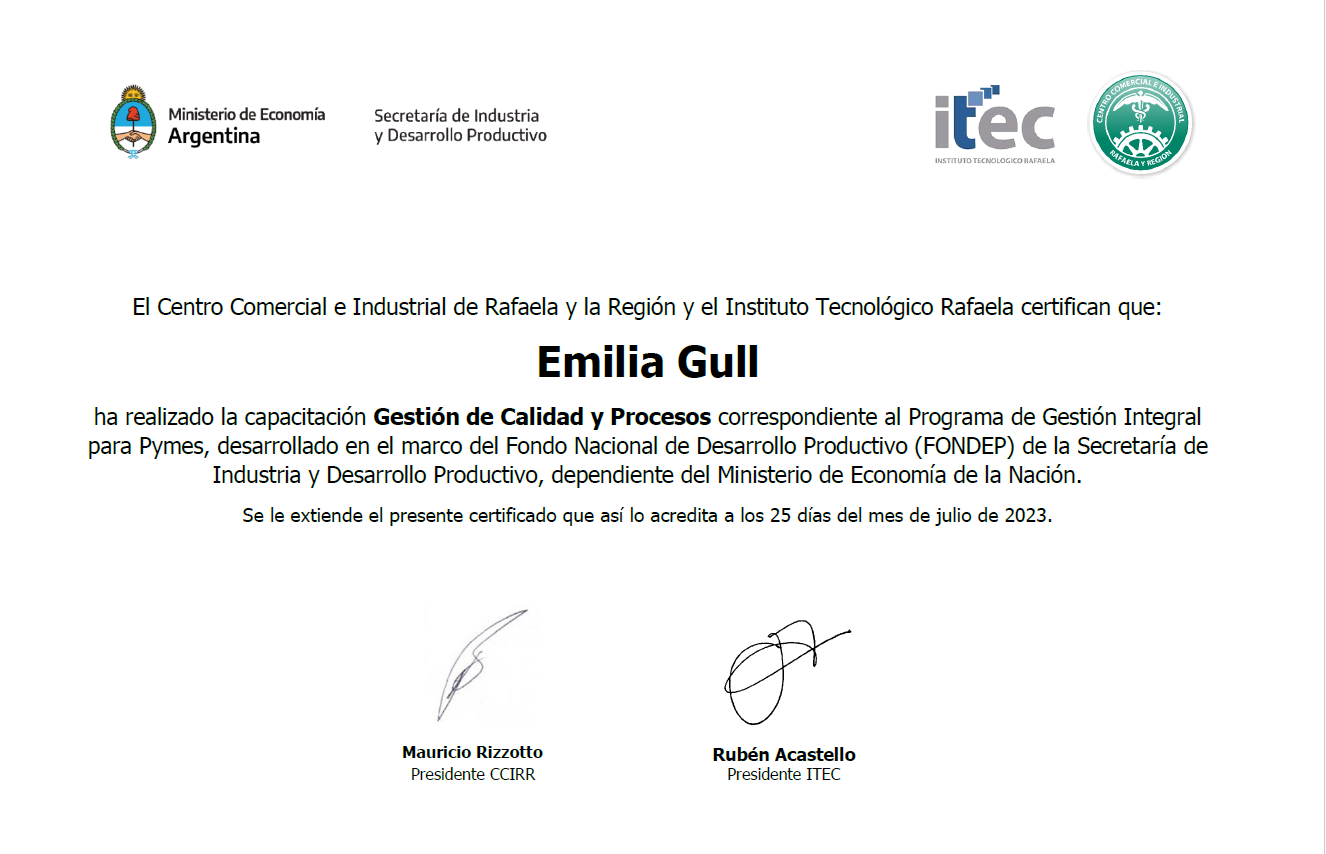 Ministerio de Economía
Argentina
Secretaría de Industria
y Desarrollo Productivo
itec
INSTITUTO TECNOLOGICO RAFAELA
CENTRO COMERCIAL E INDUSTRIAL
RAFAELA Y REGIÓN
El Centro Comercial e Industrial de Rafaela y la Región y el Instituto Tecnológico Rafaela certifican que:
Emilia Gull
ha realizado la capacitación Gestión de Calidad y Procesos correspondiente al Programa de Gestión Integral
para Pymes, desarrollado en el marco del Fondo Nacional de Desarrollo Productivo (FONDEP) de la Secretaría de
Industria y Desarrollo Productivo, dependiente del Ministerio de Economía de la Nación.
Se le extiende el presente certificado que así lo acredita a los 25 días del mes de julio de 2023.
Mauricio Rizzotto
Presidente CCIRR
Rubén Acastello
Presidente ITEC